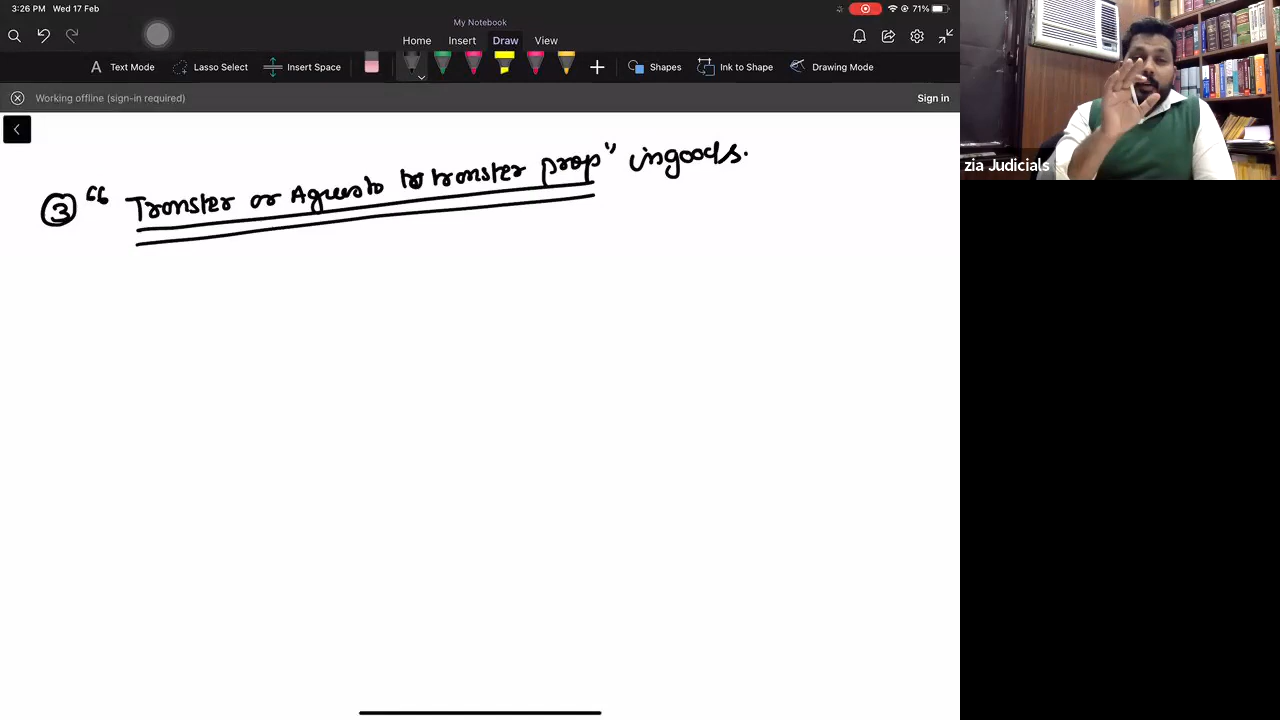 3:26 PM Wed 17 Feb
71%
My Notebook
Home Insert Draw View
Text Mode Lasso Select Insert Space Shapes Ink to Shape Drawing Mode
Working offline (sign-in required) Sign in
zia Judicials
③ “ Transfer or Agrees to to transfer prop ” in goods.